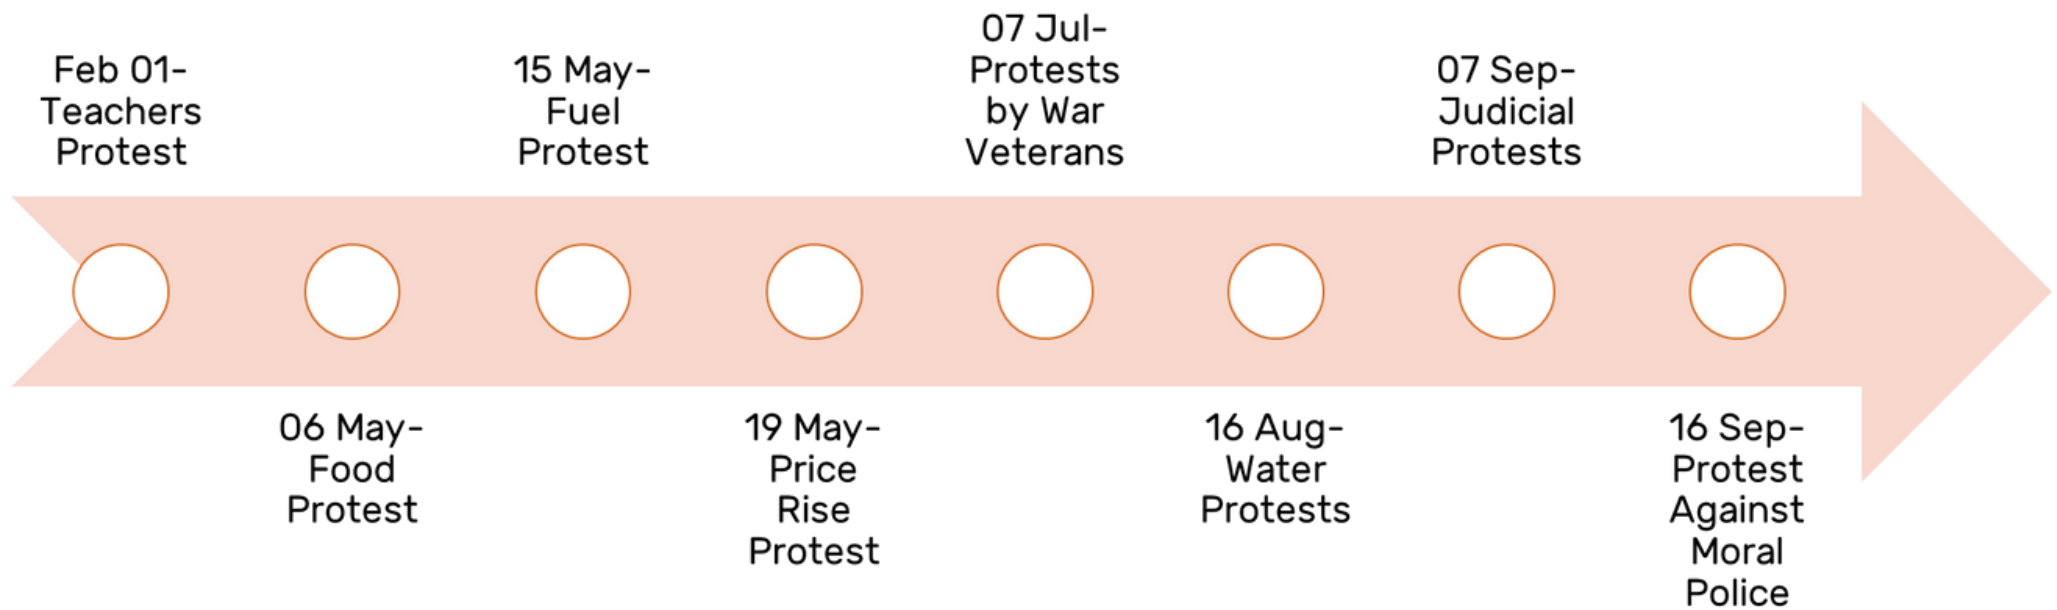 Feb 01-
Teachers
Protest
06 May-
Food
Protest
15 May-
Fuel
Protest
19 May-
Price
Rise
Protest
07 Jul-
Protests
by War
Veterans
16 Aug-
Water
Protests
07 Sep-
Judicial
Protests
16 Sep-
Protest
Against
Moral
Police